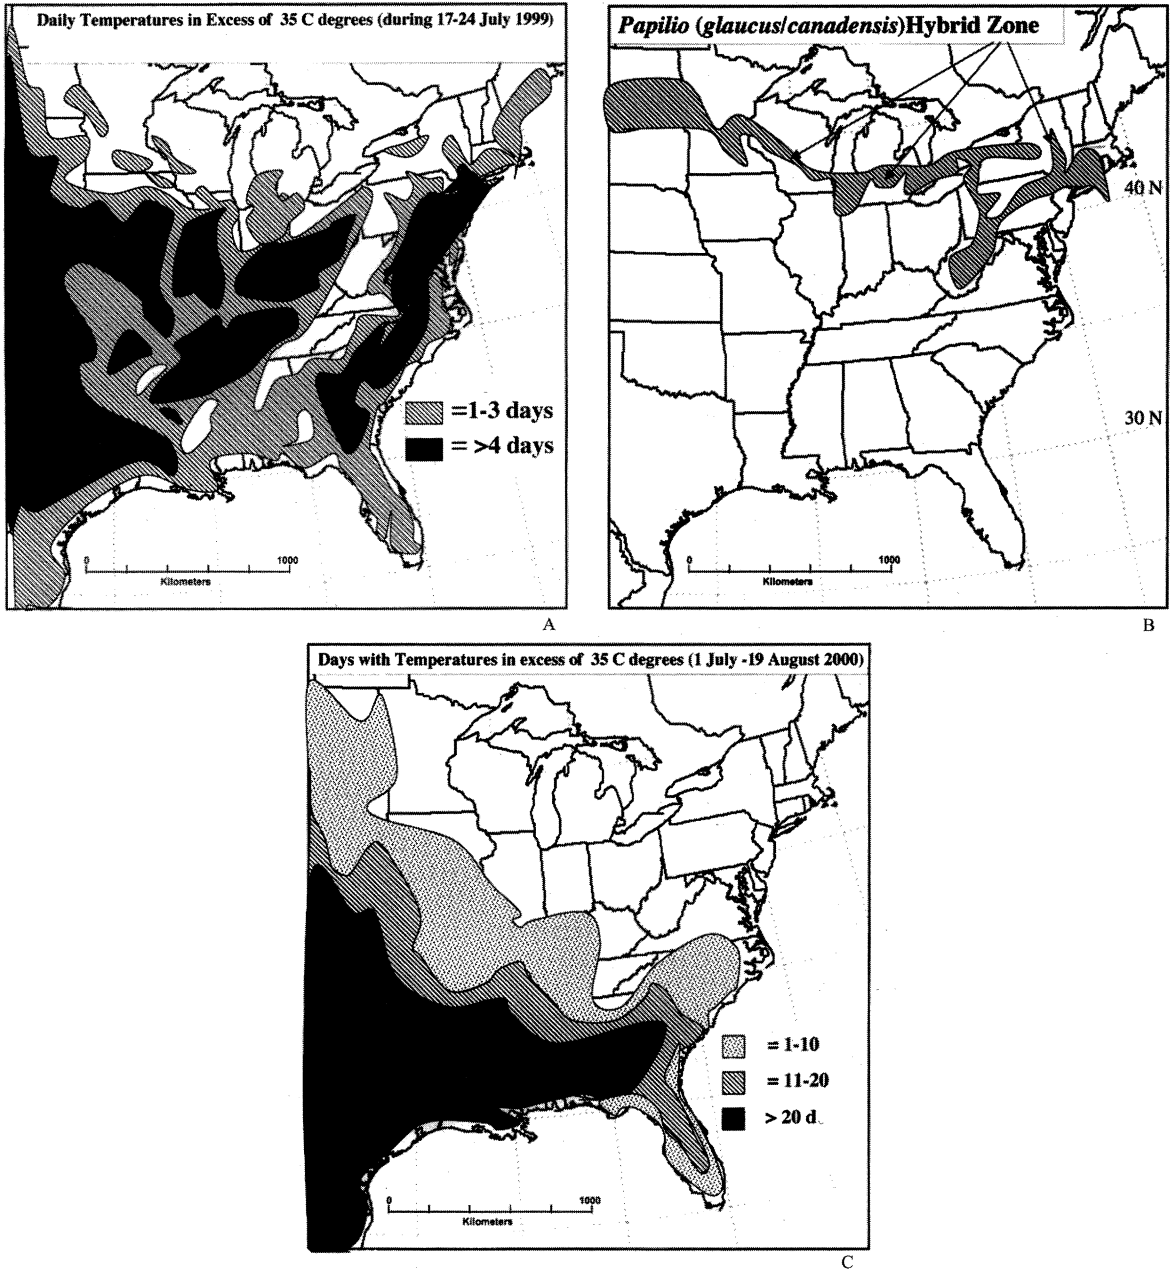 Daily Temperatures in Excess of 35 C degrees (during 17-24 July 1999)
=1-3 days
= >4 days
0 1000
Kilometers
A
Papilio (glaucus/canadensis)Hybrid Zone
40 N
30 N
0 1000
Kilometers
B
Days with Temperatures in excess of 35 C degrees (1 July -19 August 2000)
= 1-10
= 11-20
> 20 d
0 1000
Kilometers
C